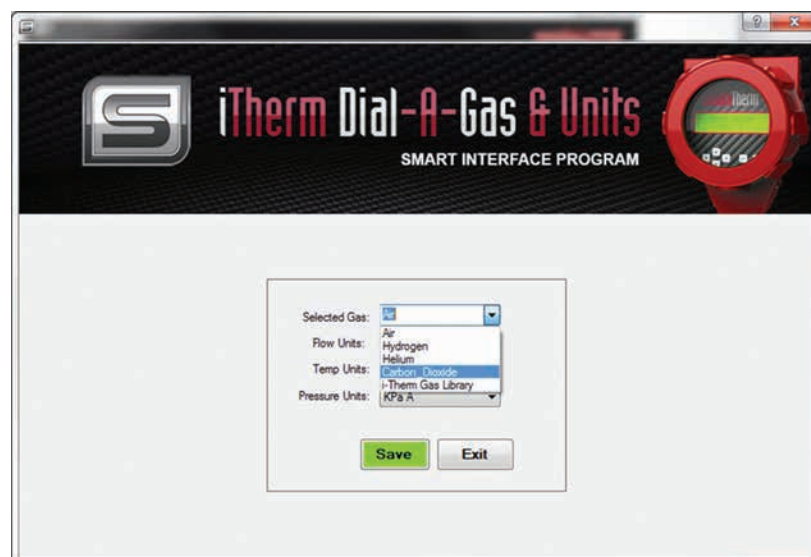 S
iTherm Dial-A-Gas & Units
SMART INTERFACE PROGRAM
Selected Gas: Air
Air
Hydrogen
Helium
Carbon_Dioxide
i-Therm Gas Library
Flow Units:
Temp Units:
Pressure Units: KPa A
Save Exit